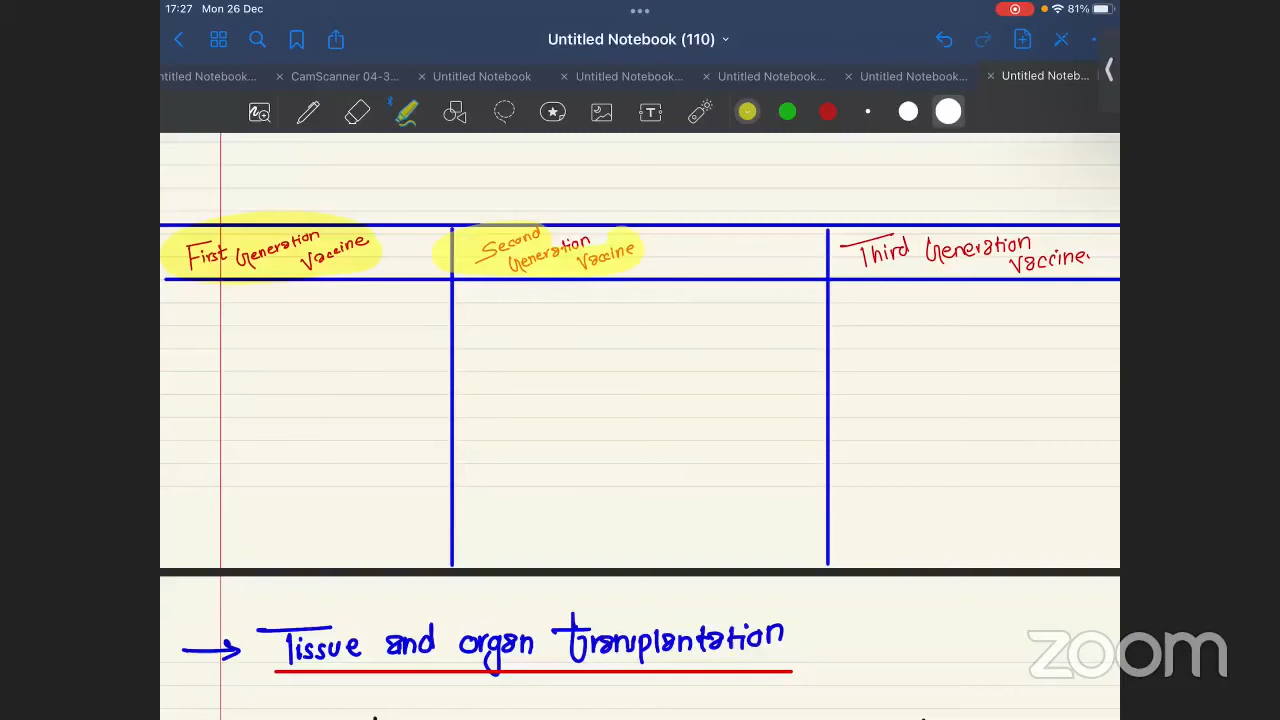 17:27 Mon 26 Dec
81%
Untitled Notebook (110)
ntitled Notebook...
CamScanner 04-3...
Untitled Notebook
Untitled Notebook...
Untitled Notebook...
Untitled Notebook...
Untitled Noteb...
First Generation Vaccine
Second Generation Vaccine
Third Generation Vaccine.
→ Tissue and organ transplantation
zoom